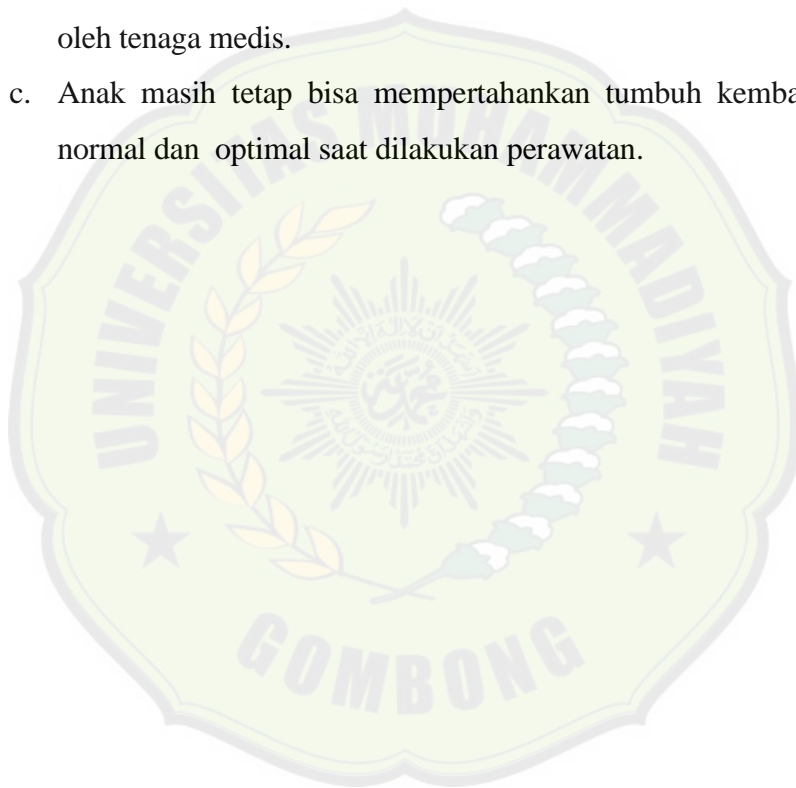 oleh tenaga medis.
c. Anak masih tetap bisa mempertahankan tumbuh kemba
normal dan optimal saat dilakukan perawatan.
UNIVERSITAS MUHAMMADIYAH
GOMBONG